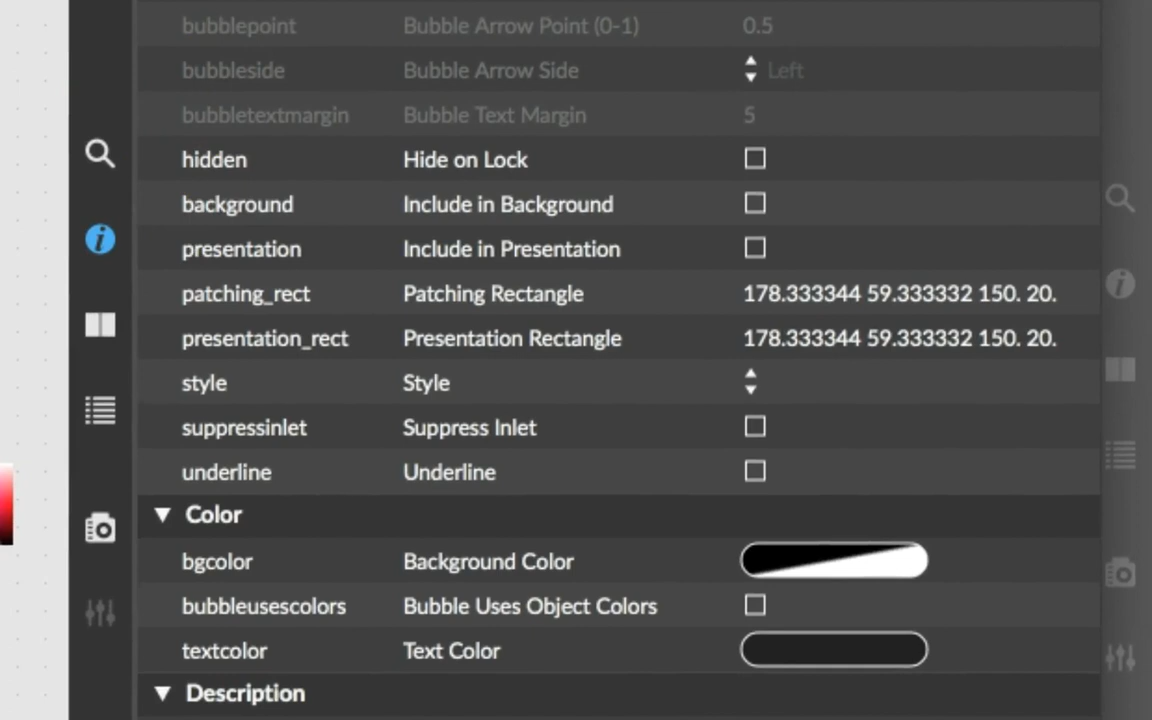 bubblepoint Bubble Arrow Point (0-1) 0.5
bubbleside Bubble Arrow Side Left
bubbletextmargin Bubble Text Margin 5
hidden Hide on Lock
background Include in Background
presentation Include in Presentation
patching_rect Patching Rectangle 178.333344 59.333332 150. 20.
presentation_rect Presentation Rectangle 178.333344 59.333332 150. 20.
style Style
suppressinlet Suppress Inlet
underline Underline
Color
bgcolor Background Color
bubbleusescolors Bubble Uses Object Colors
textcolor Text Color
Description